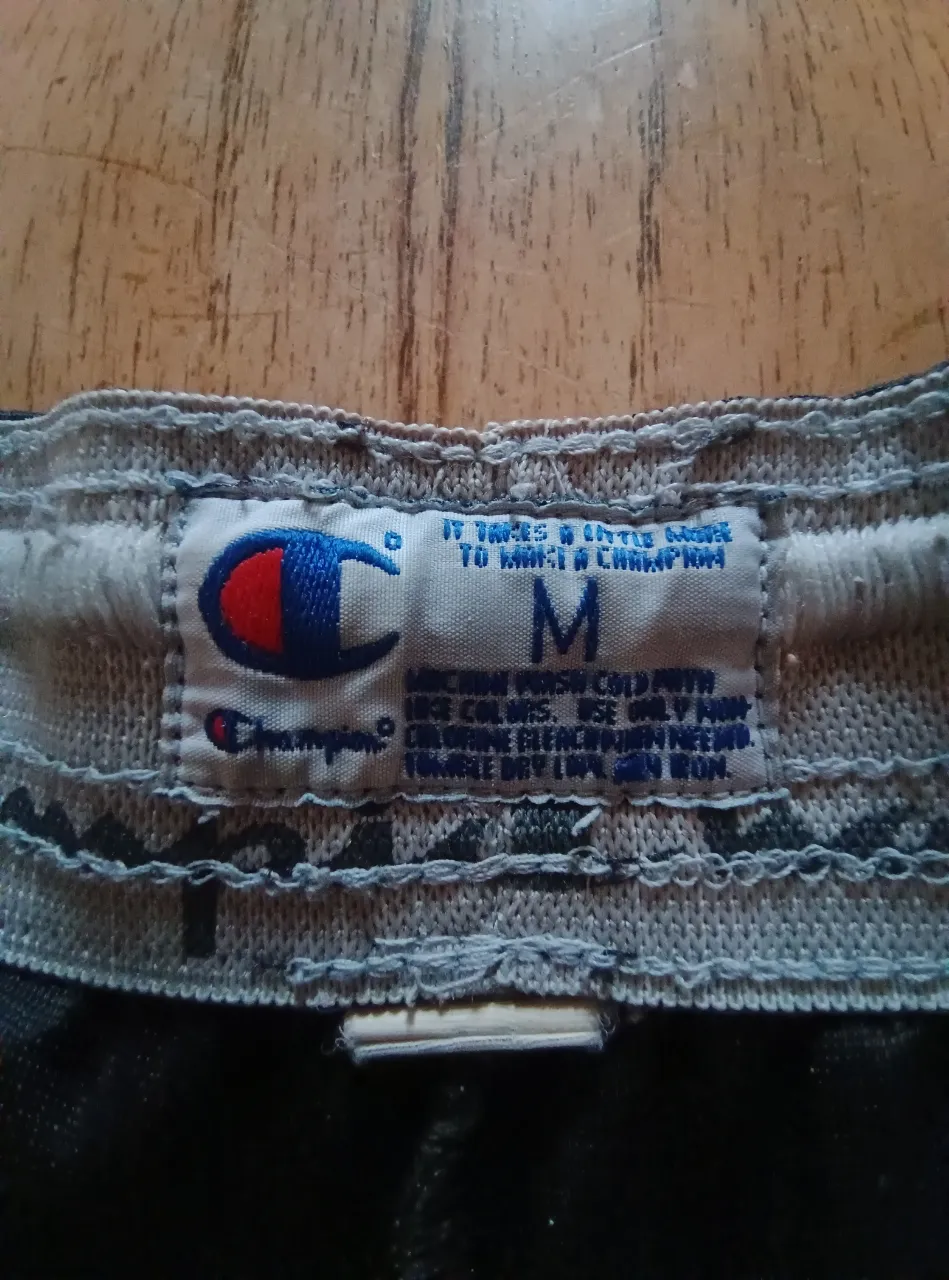 IT TAKES A LITTLE MORE
TO MAKE A CHAMPION
M
Champion
MACHINE WASH COLD WITH
LIKE COLORS. USE ONLY NON-
CHLORINE BLEACH WHEN NEEDED.
TUMBLE DRY LOW. IRON.